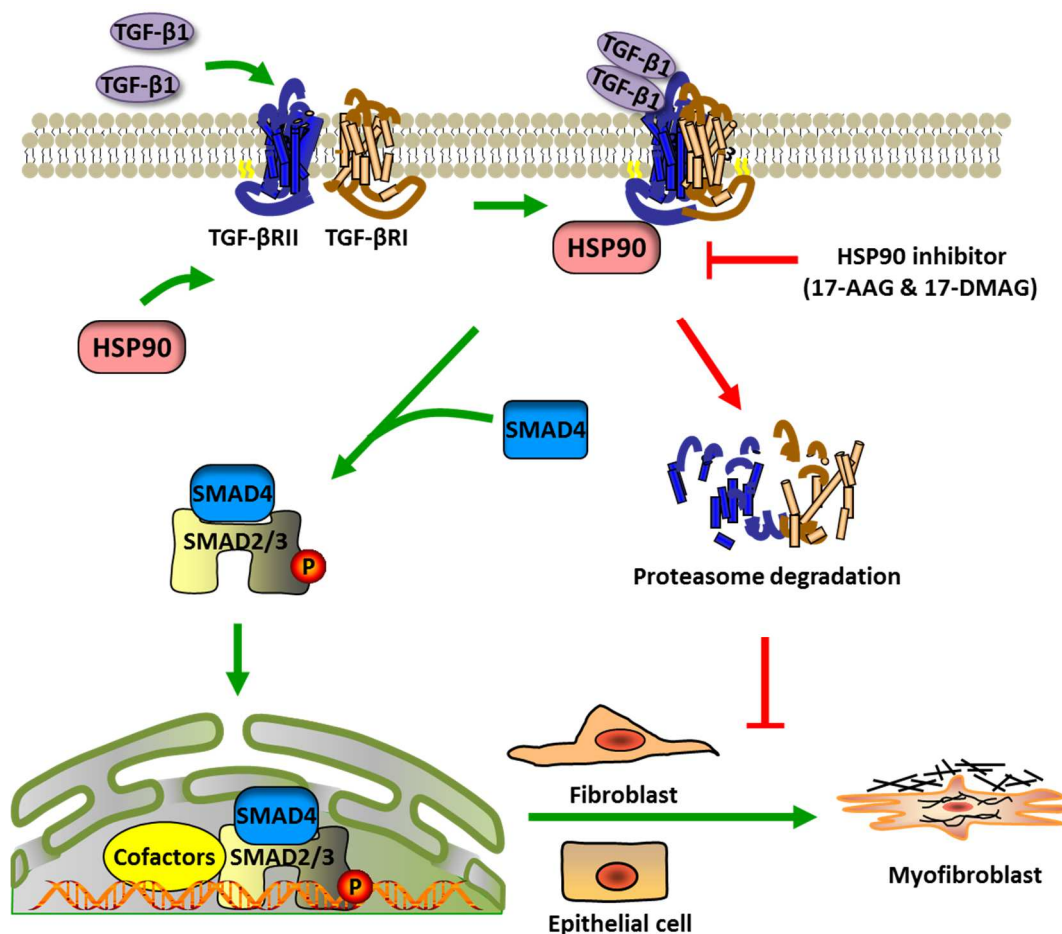 TGF-β1
TGF-β1
TGF-β1
TGF-β1
TGF-βRII
TGF-βRI
HSP90
HSP90
HSP90 inhibitor
(17-AAG & 17-DMAG)
SMAD4
SMAD4
SMAD2/3
P
Proteasome degradation
SMAD4
Cofactors
SMAD2/3
P
Fibroblast
Epithelial cell
Myofibroblast